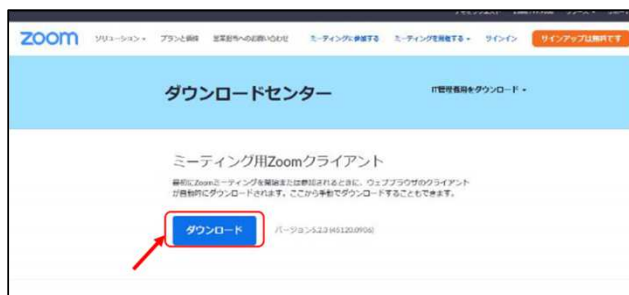 zoom ソリューション プランと価格 営業担当へのお問い合わせ ミーティングに参加する ミーティングを開催する サインイン サインアップは無料です
ダウンロードセンター
IT管理者用をダウンロード
ミーティング用Zoomクライアント
最初にZoomミーティングを開始または参加されるときに、ウェブブラウザのクライアント
が自動的にダウンロードされます。ここから手動でダウンロードすることもできます。
ダウンロード バージョン5.2.3 (45120.0906)